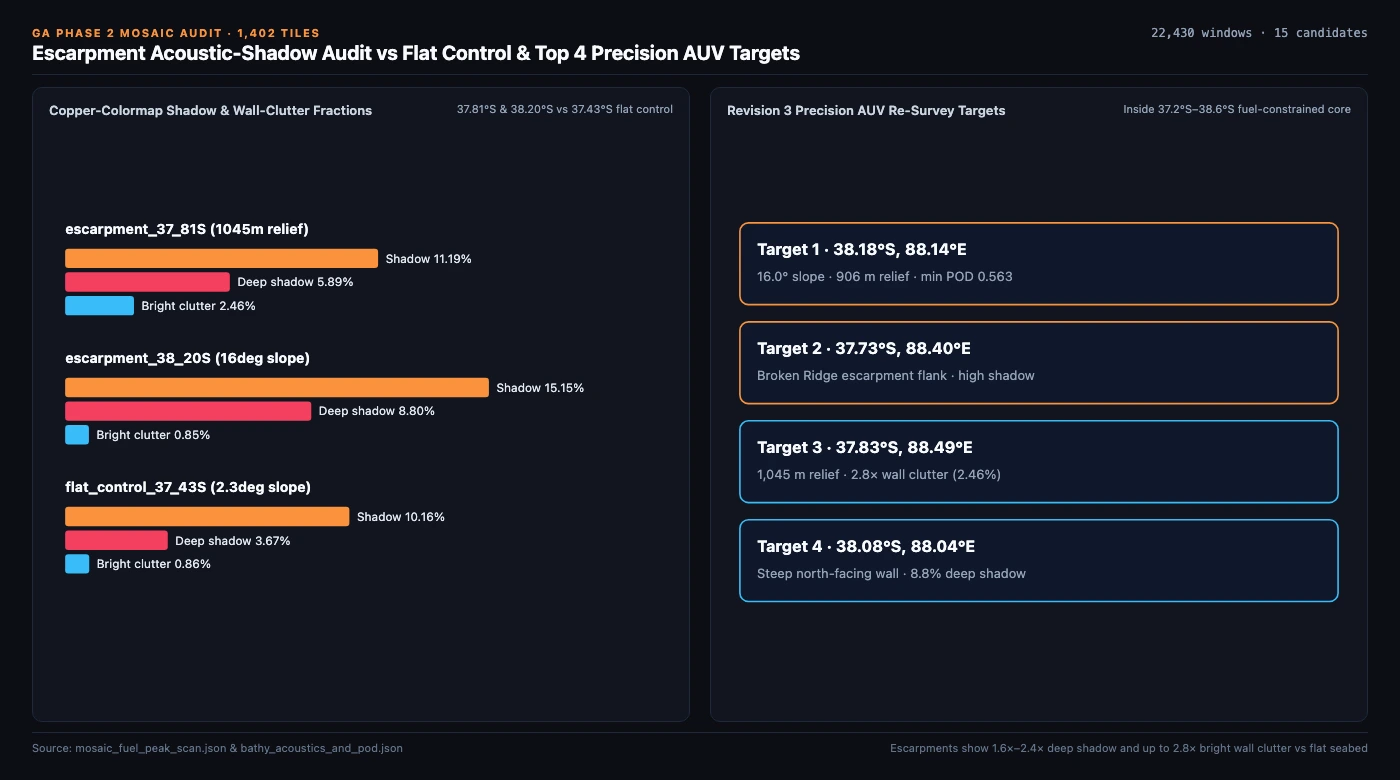 GA PHASE 2 MOSAIC AUDIT · 1,402 TILES
22,430 windows · 15 candidates
Escarpment Acoustic-Shadow Audit vs Flat Control & Top 4 Precision AUV Targets
Copper-Colormap Shadow & Wall-Clutter Fractions
37.81°S & 38.20°S vs 37.43°S flat control
escarpment_37_81S (1045m relief)
Shadow 11.19%
Deep shadow 5.89%
Bright clutter 2.46%
escarpment_38_20S (16deg slope)
Shadow 15.15%
Deep shadow 8.80%
Bright clutter 0.85%
flat_control_37_43S (2.3deg slope)
Shadow 10.16%
Deep shadow 3.67%
Bright clutter 0.86%
Revision 3 Precision AUV Re-Survey Targets
Inside 37.2°S–38.6°S fuel-constrained core
Target 1 · 38.18°S, 88.14°E
16.0° slope · 906 m relief · min POD 0.563
Target 2 · 37.73°S, 88.40°E
Broken Ridge escarpment flank · high shadow
Target 3 · 37.83°S, 88.49°E
1,045 m relief · 2.8× wall clutter (2.46%)
Target 4 · 38.08°S, 88.04°E
Steep north-facing wall · 8.8% deep shadow
Source: mosaic_fuel_peak_scan.json & bathy_acoustics_and_pod.json
Escarpments show 1.6×–2.4× deep shadow and up to 2.8× bright wall clutter vs flat seabed